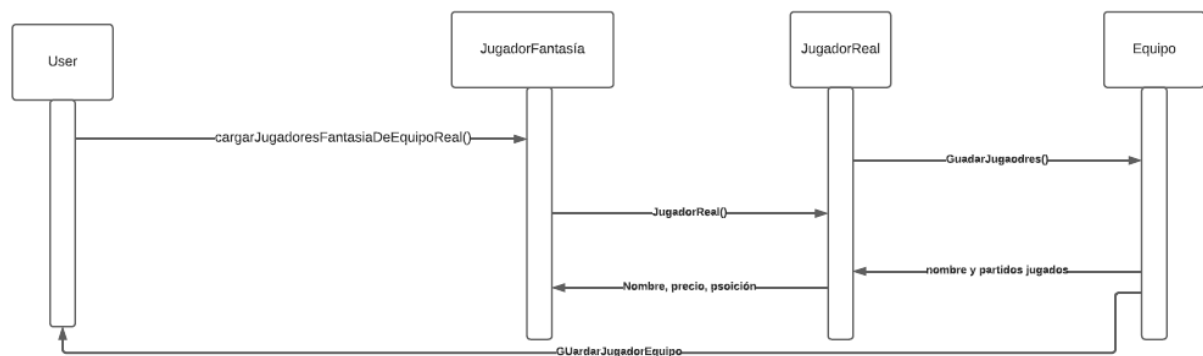 User
JugadorFantasía
JugadorReal
Equipo
cargarJugadoresFantasiaDeEquipoReal()
GuadarJugaodres()
JugadorReal()
nombre y partidos jugados
Nombre, precio, psoición
GUardarJugadorEquipo